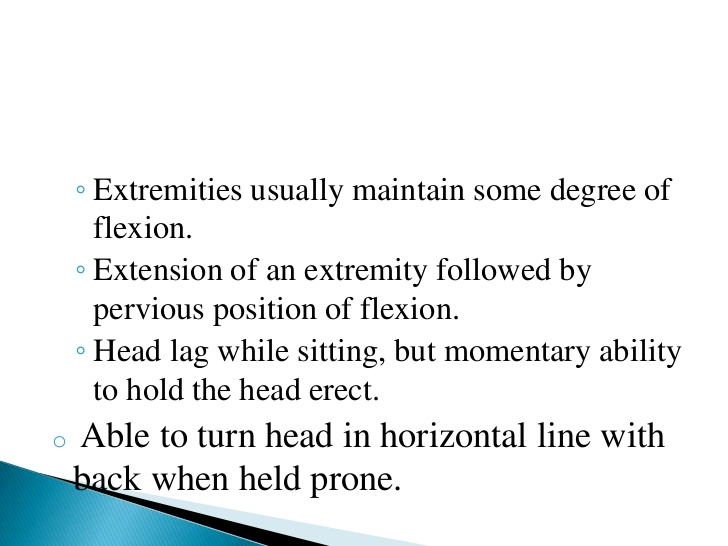 ◦ Extremities usually maintain some degree of
flexion.
◦ Extension of an extremity followed by
pervious position of flexion.
◦ Head lag while sitting, but momentary ability
to hold the head erect.
o Able to turn head in horizontal line with
back when held prone.